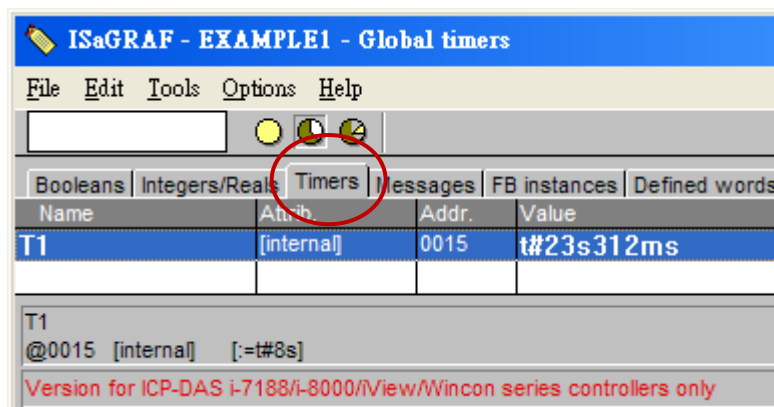 ISaGRAF - EXAMPLE1 - Global timers
File Edit Tools Options Help
Booleans Integers/Reals Timers Messages FB instances Defined words
Name Attrib. Addr. Value
T1 [internal] 0015 t#23s312ms
T1
@0015 [internal] [:=t#8s]
Version for ICP-DAS i-7188/i-8000/iView/Wincon series controllers only